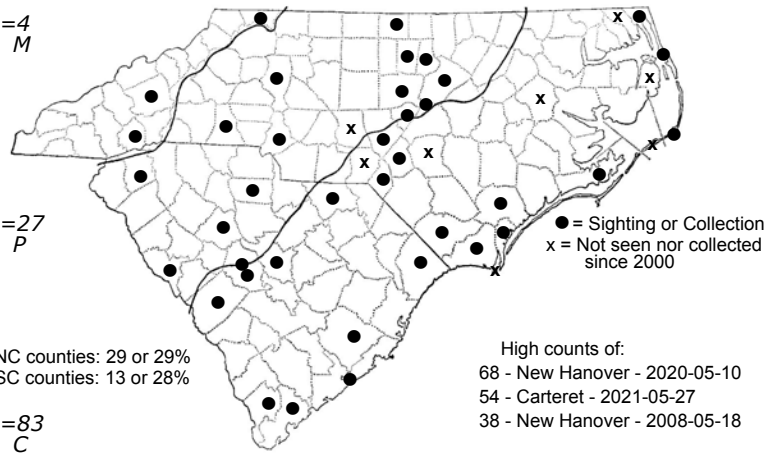 =4
M
=27
P
● = Sighting or Collection
x = Not seen nor collected
since 2000
NC counties: 29 or 29%
SC counties: 13 or 28%
High counts of:
68 - New Hanover - 2020-05-10
54 - Carteret - 2021-05-27
38 - New Hanover - 2008-05-18
=83
C